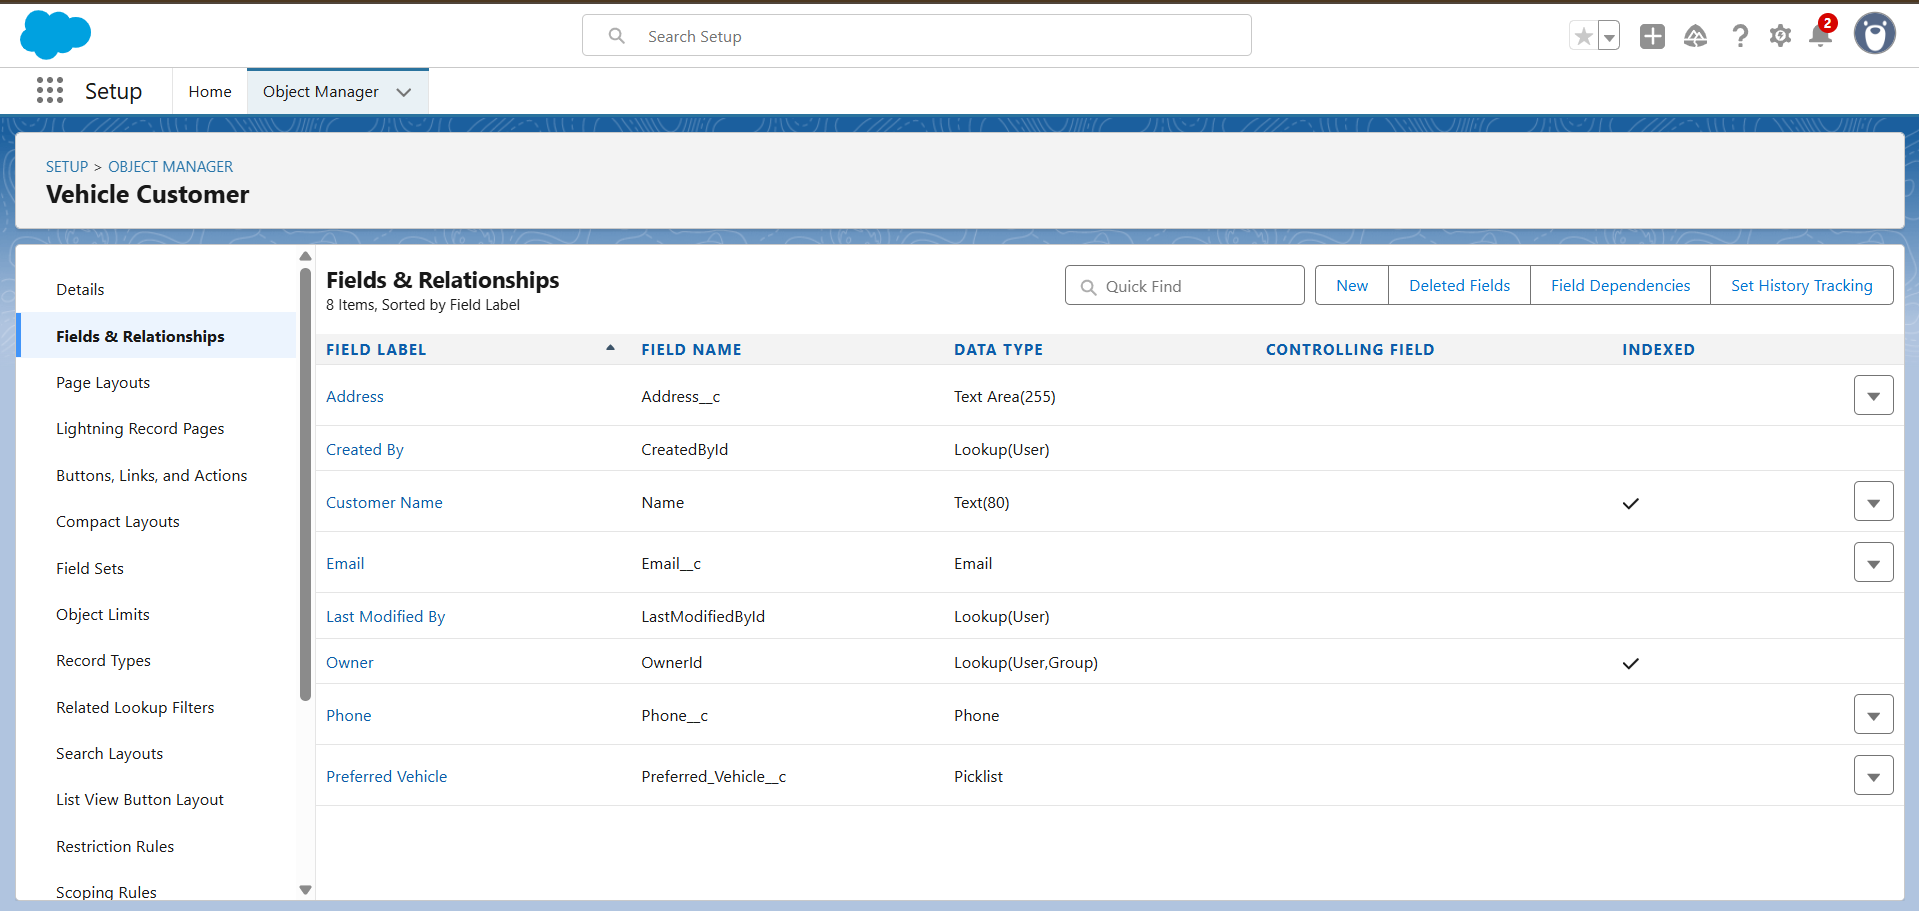 Search Setup
2
Setup
Home
Object Manager
SETUP > OBJECT MANAGER
Vehicle Customer
Details
Fields & Relationships
Page Layouts
Lightning Record Pages
Buttons, Links, and Actions
Compact Layouts
Field Sets
Object Limits
Record Types
Related Lookup Filters
Search Layouts
List View Button Layout
Restriction Rules
Scoping Rules
Fields & Relationships
8 Items, Sorted by Field Label
Quick Find
New
Deleted Fields
Field Dependencies
Set History Tracking
FIELD LABEL FIELD NAME DATA TYPE CONTROLLING FIELD INDEXED
Address Address__c Text Area(255)
Created By CreatedById Lookup(User)
Customer Name Name Text(80)
Email Email__c Email
Last Modified By LastModifiedById Lookup(User)
Owner OwnerId Lookup(User,Group)
Phone Phone__c Phone
Preferred Vehicle Preferred_Vehicle__c Picklist